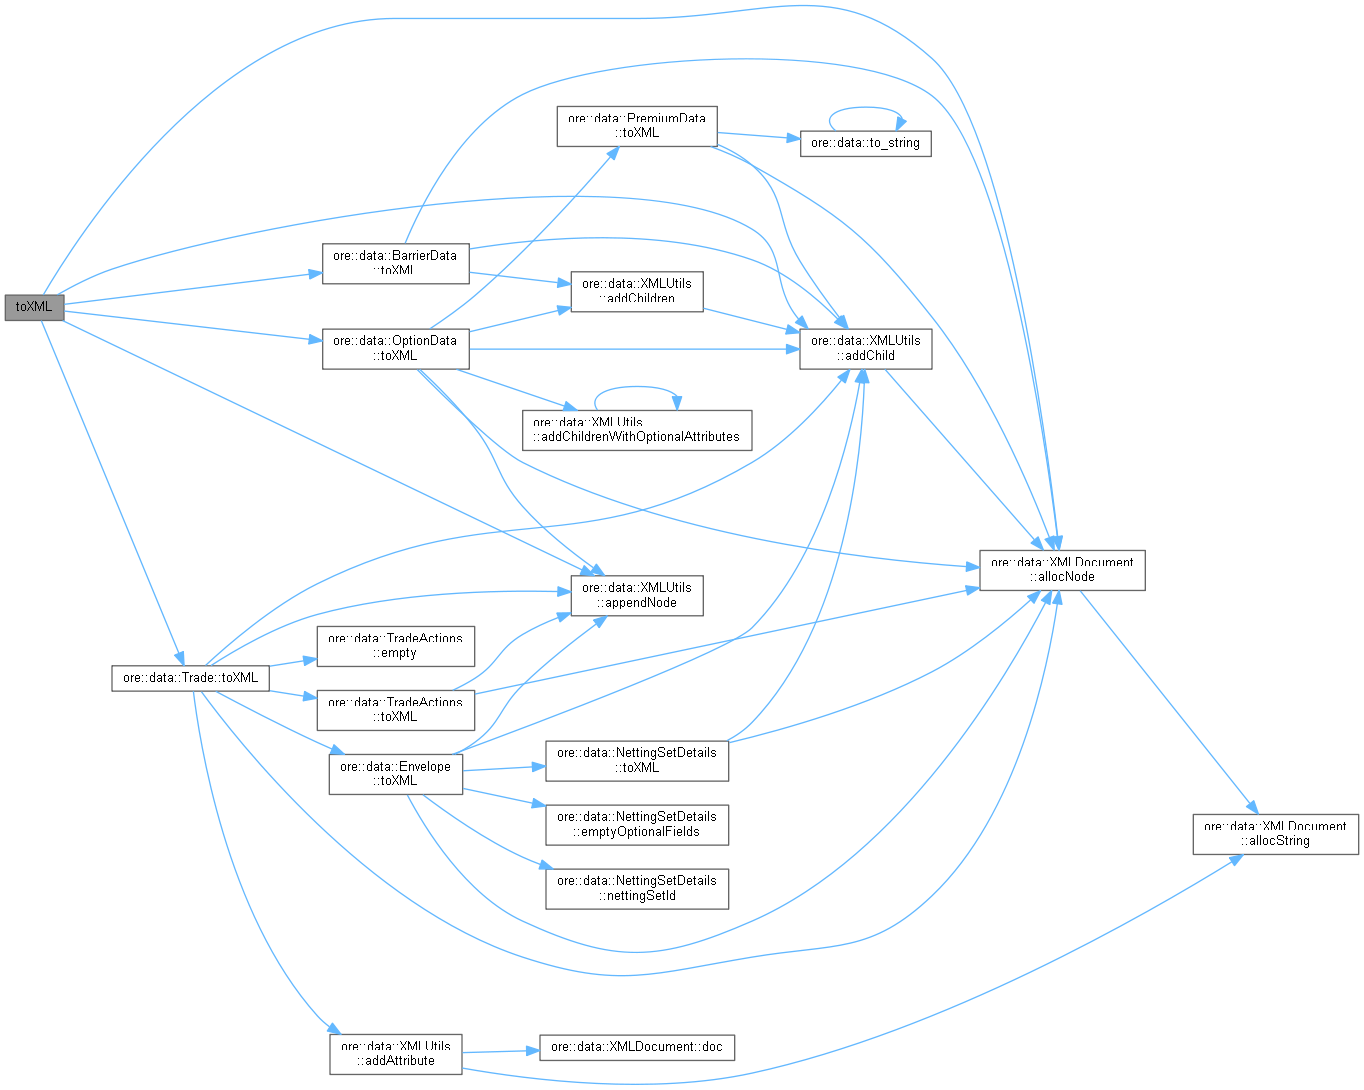 toXML
ore::data::PremiumData
::toXML
ore::data::to_string
ore::data::BarrierData
::toXML
ore::data::XMLUtils
::addChildren
ore::data::OptionData
::toXML
ore::data::XMLUtils
::addChild
ore::data::XMLUtils
::addChildrenWithOptionalAttributes
ore::data::XMLDocument
::allocNode
ore::data::XMLUtils
::appendNode
ore::data::TradeActions
::empty
ore::data::Trade::toXML
ore::data::TradeActions
::toXML
ore::data::Envelope
::toXML
ore::data::NettingSetDetails
::toXML
ore::data::NettingSetDetails
::emptyOptionalFields
ore::data::XMLDocument
::allocString
ore::data::NettingSetDetails
::nettingSetId
ore::data::XMLUtils
::addAttribute
ore::data::XMLDocument::doc